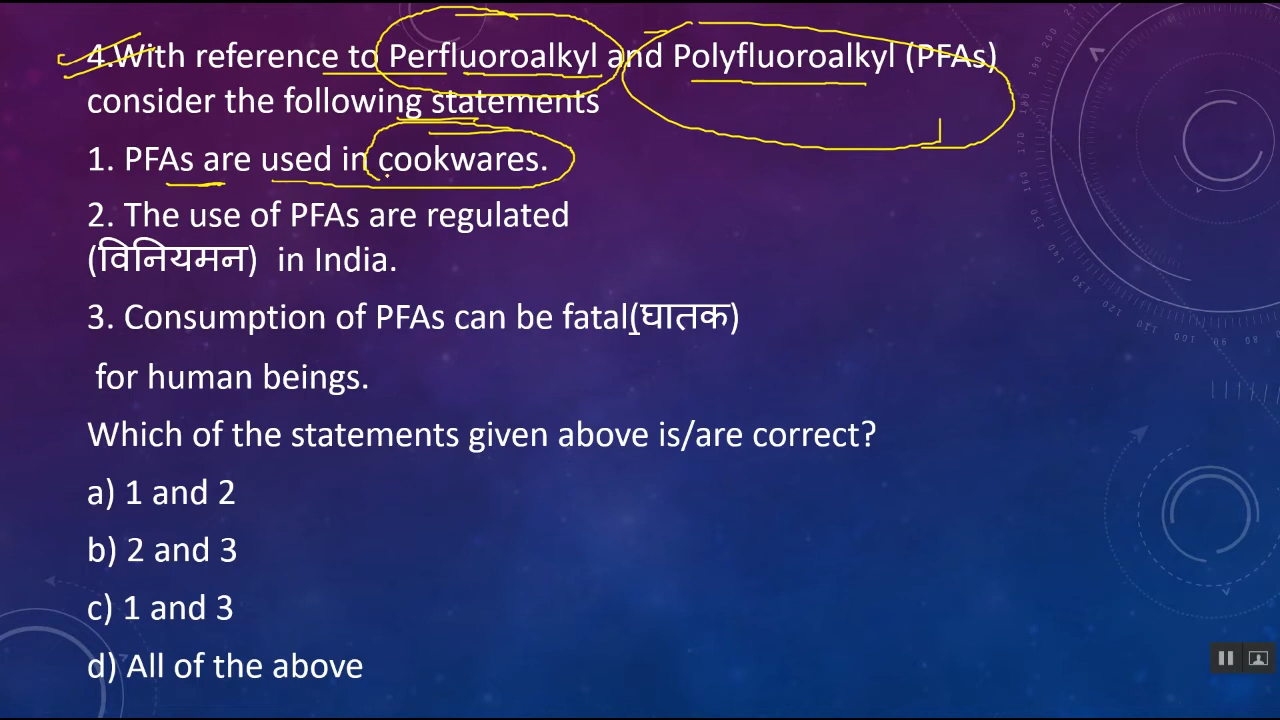 4.With reference to Perfluoroalkyl and Polyfluoroalkyl (PFAs)
consider the following statements
1. PFAs are used in cookwares.
2. The use of PFAs are regulated
(विनियमन) in India.
3. Consumption of PFAs can be fatal(घातक)
for human beings.
Which of the statements given above is/are correct?
a) 1 and 2
b) 2 and 3
c) 1 and 3
d) All of the above